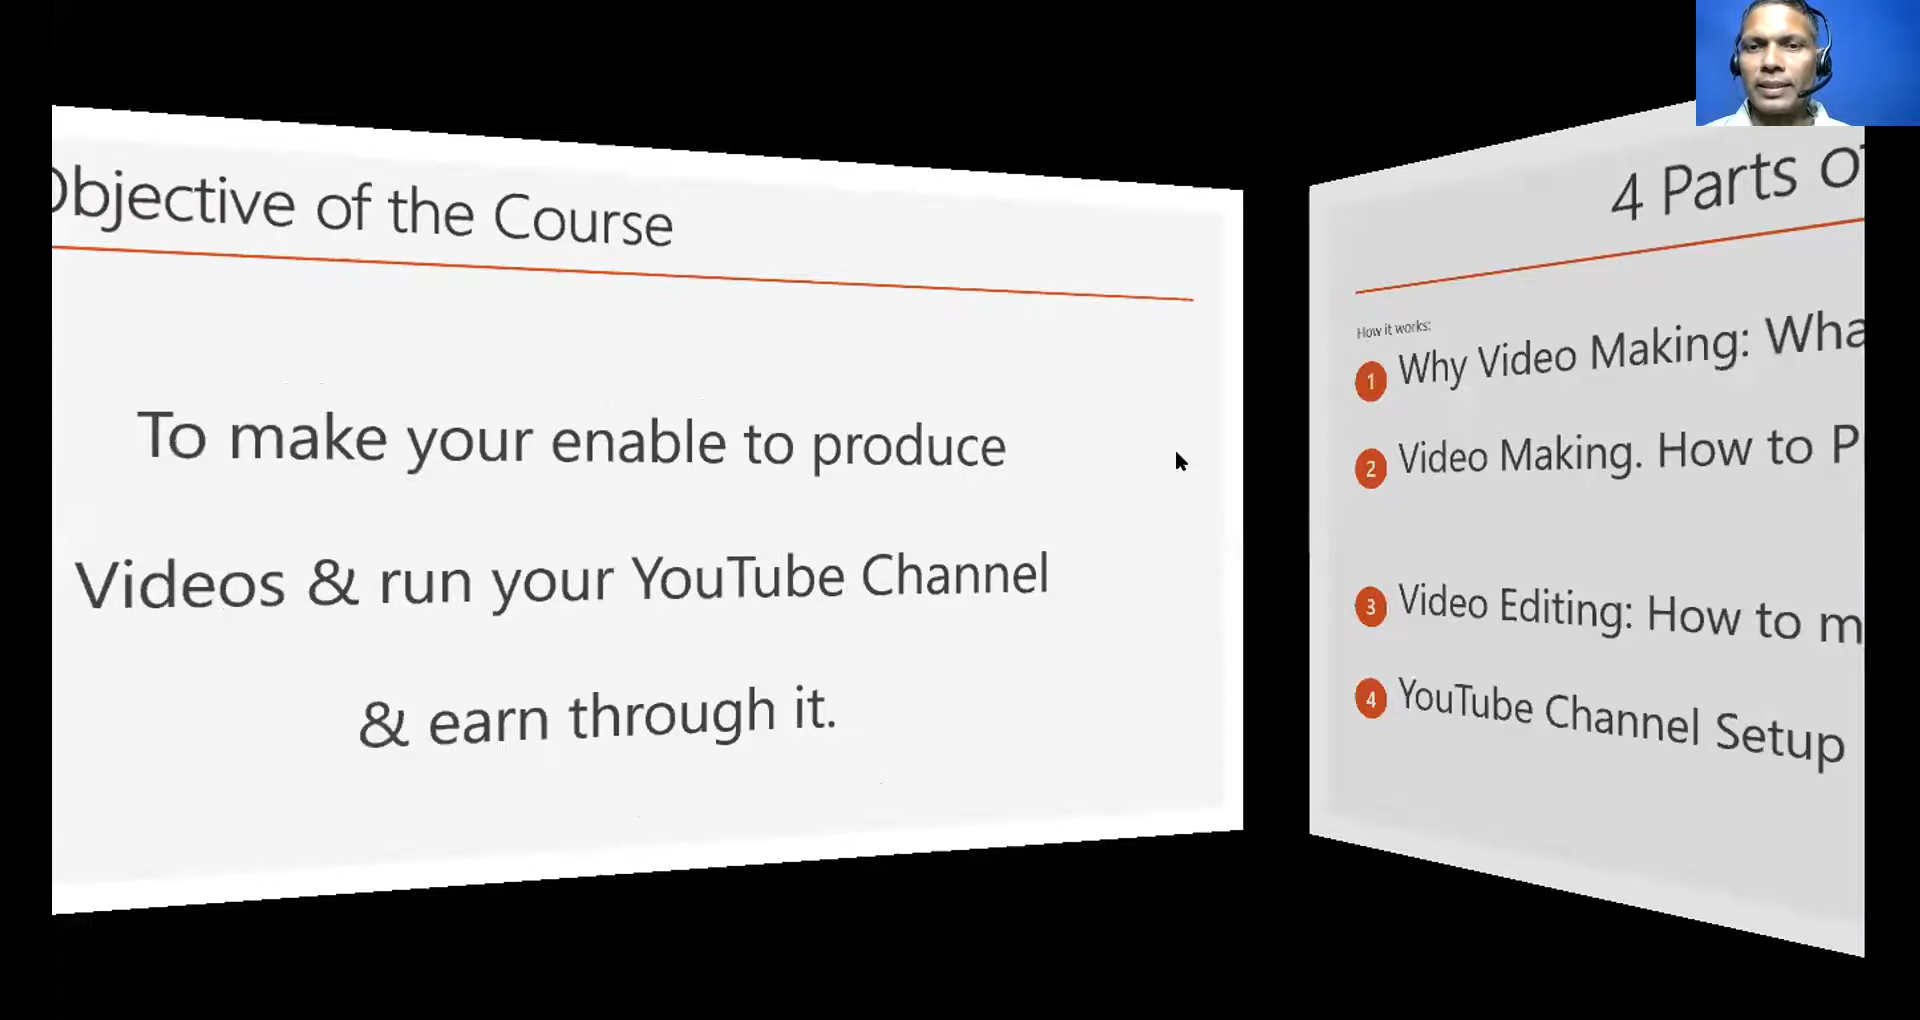 Objective of the Course
To make your enable to produce
Videos & run your YouTube Channel
& earn through it.
4 Parts
How it works:
1 Why Video Making:
2 Video Making. How to
3 Video Editing: How to
4 YouTube Channel Setup